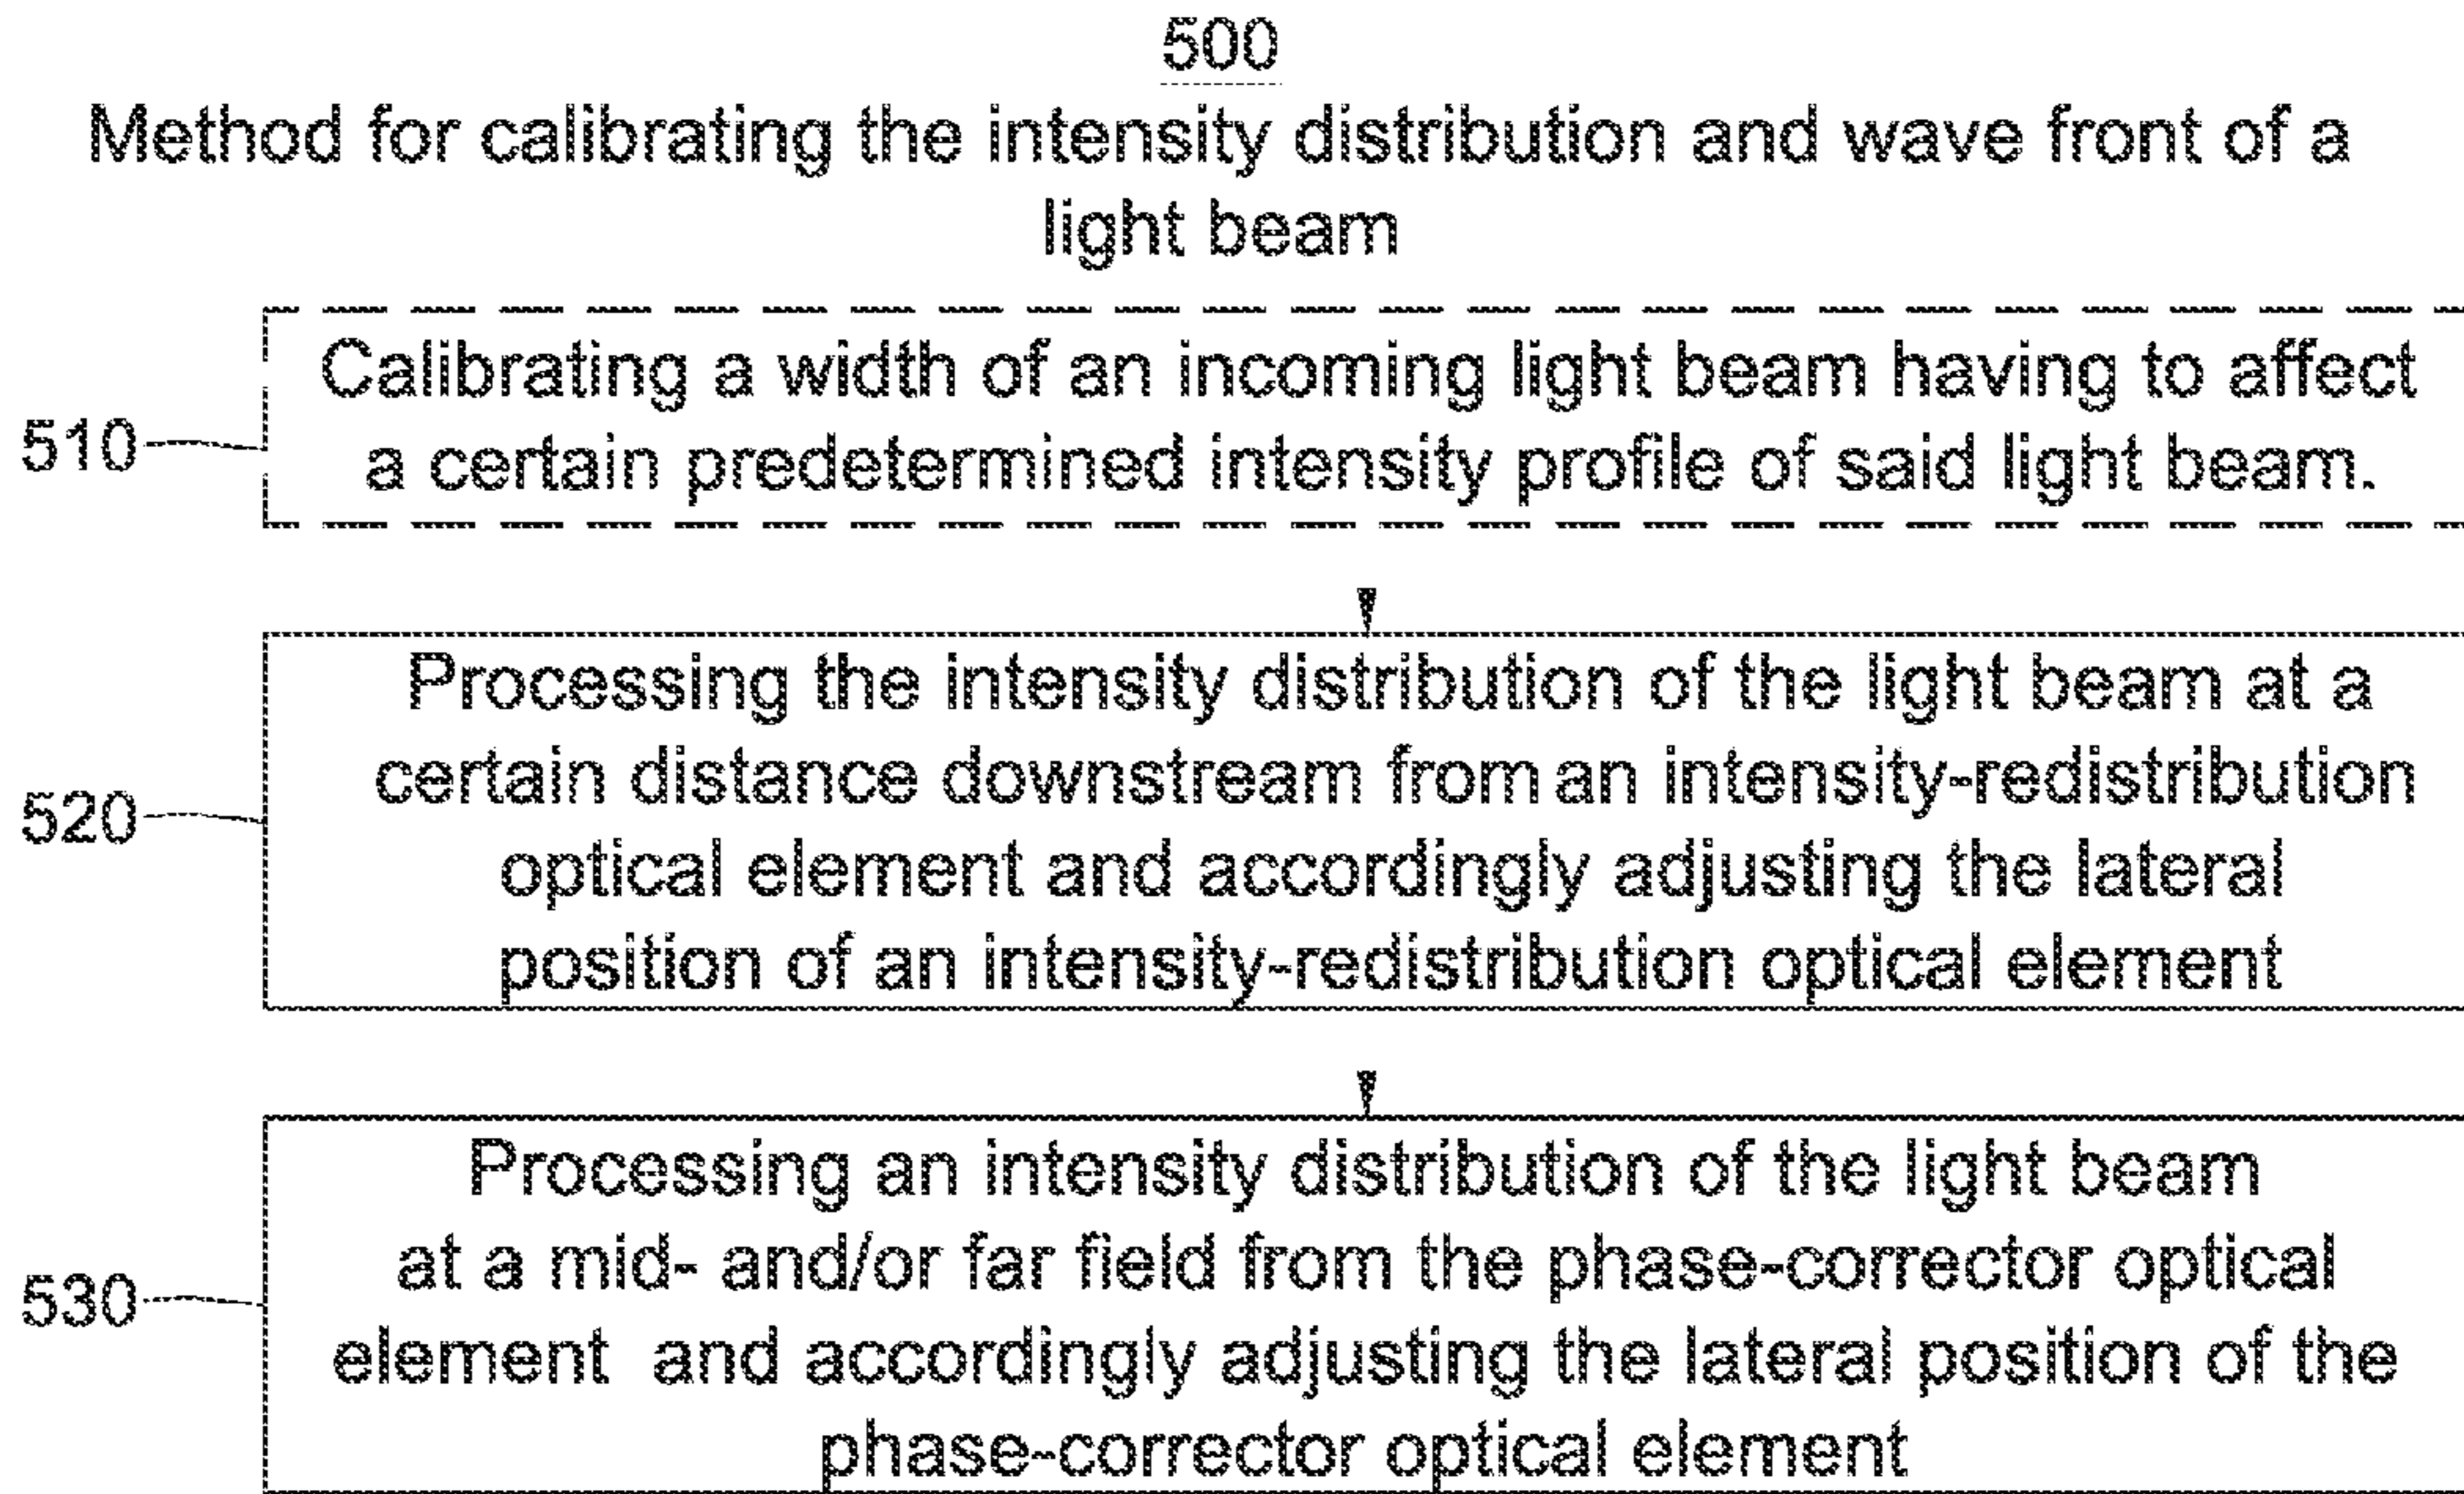 500
Method for calibrating the intensity distribution and wave front of a
light beam
Calibrating a width of an incoming light beam having to affect
510
a certain predetermined intensity profile of said light beam.
Processing the intensity distribution of the light beam at a
certain distance downstream from an intensity-redistribution
520
optical element and accordingly adjusting the lateral
position of an intensity-redistribution optical element
Processing an intensity distribution of the light beam
at a mid- and/or far field from the phase-corrector optical
530
element and accordingly adjusting the lateral position of the
phase-corrector optical element